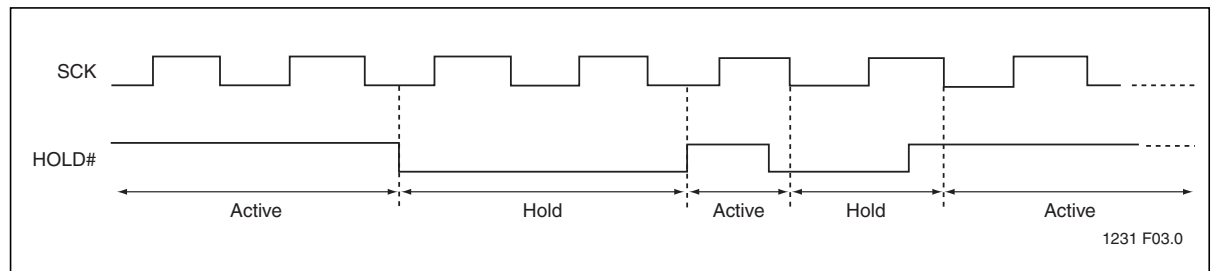 SCK
HOLD#
Active Hold Active Hold Active
1231 F03.0